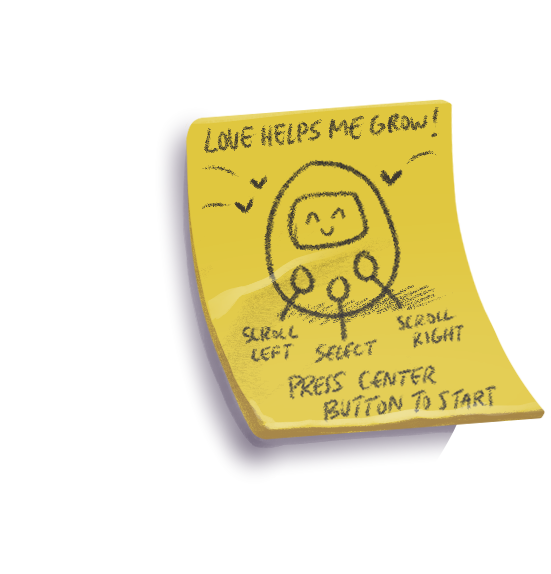 LOVE HELPS ME GROW!
SCROLL
LEFT
SELECT
SCROLL
RIGHT
PRESS CENTER
BUTTON TO START